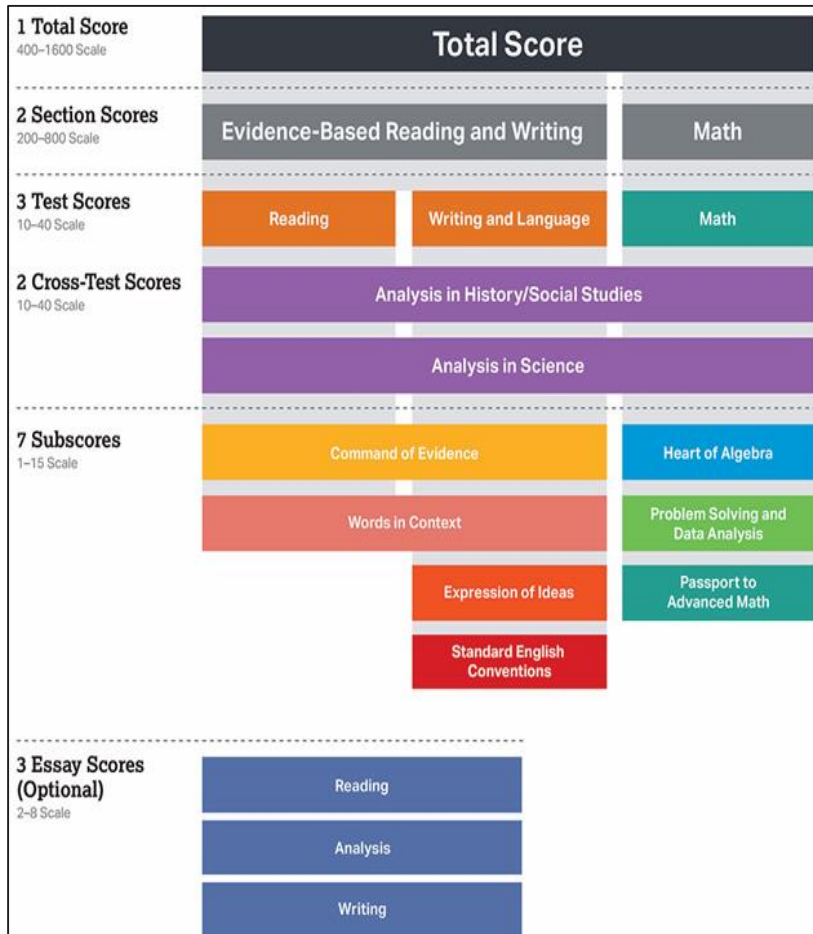 1 Total Score
400–1600 Scale
Total Score
2 Section Scores
200–800 Scale
Evidence-Based Reading and Writing
Math
3 Test Scores
10–40 Scale
Reading
Writing and Language
Math
2 Cross-Test Scores
10–40 Scale
Analysis in History/Social Studies
Analysis in Science
7 Subscores
1–15 Scale
Command of Evidence
Heart of Algebra
Words in Context
Problem Solving and
Data Analysis
Expression of Ideas
Passport to
Advanced Math
Standard English
Conventions
3 Essay Scores
(Optional)
2–8 Scale
Reading
Analysis
Writing